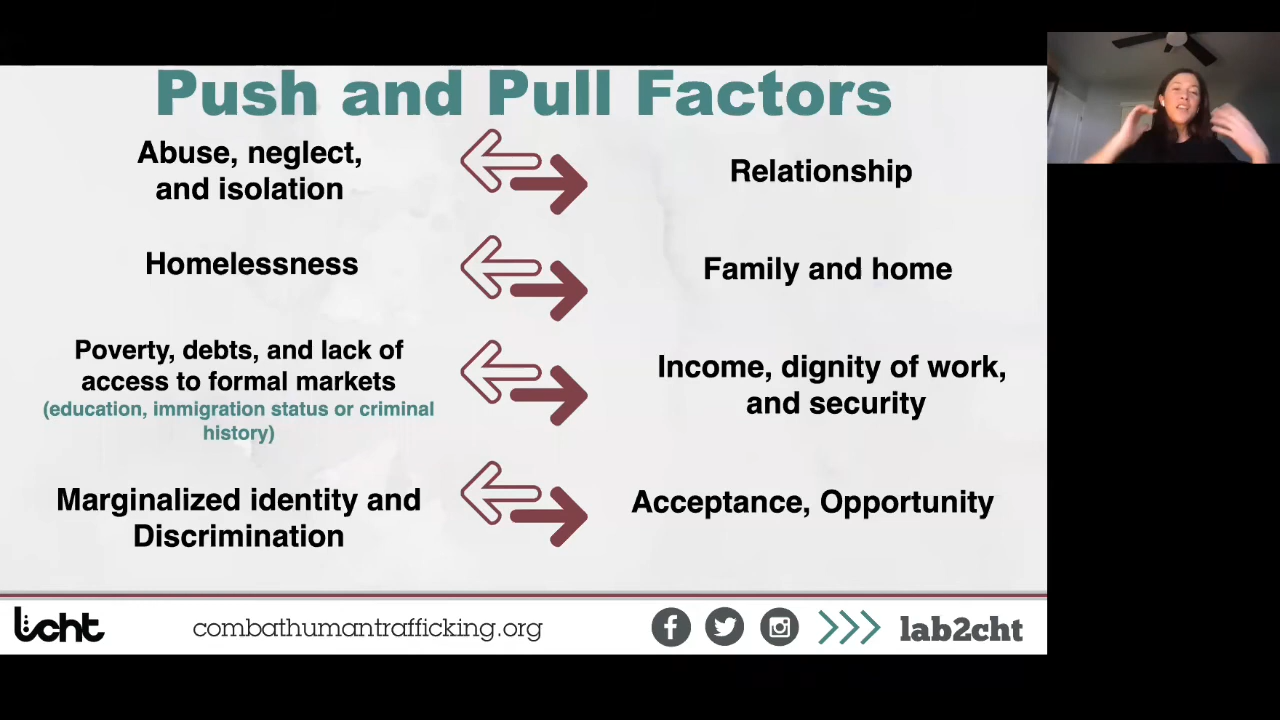 Push and Pull Factors
Abuse, neglect,
and isolation
Relationship
Homelessness
Family and home
Poverty, debts, and lack of
access to formal markets
(education, immigration status or criminal
history)
Income, dignity of work,
and security
Marginalized identity and
Discrimination
Acceptance, Opportunity
lcht
combathumantrafficking.org
lab2cht